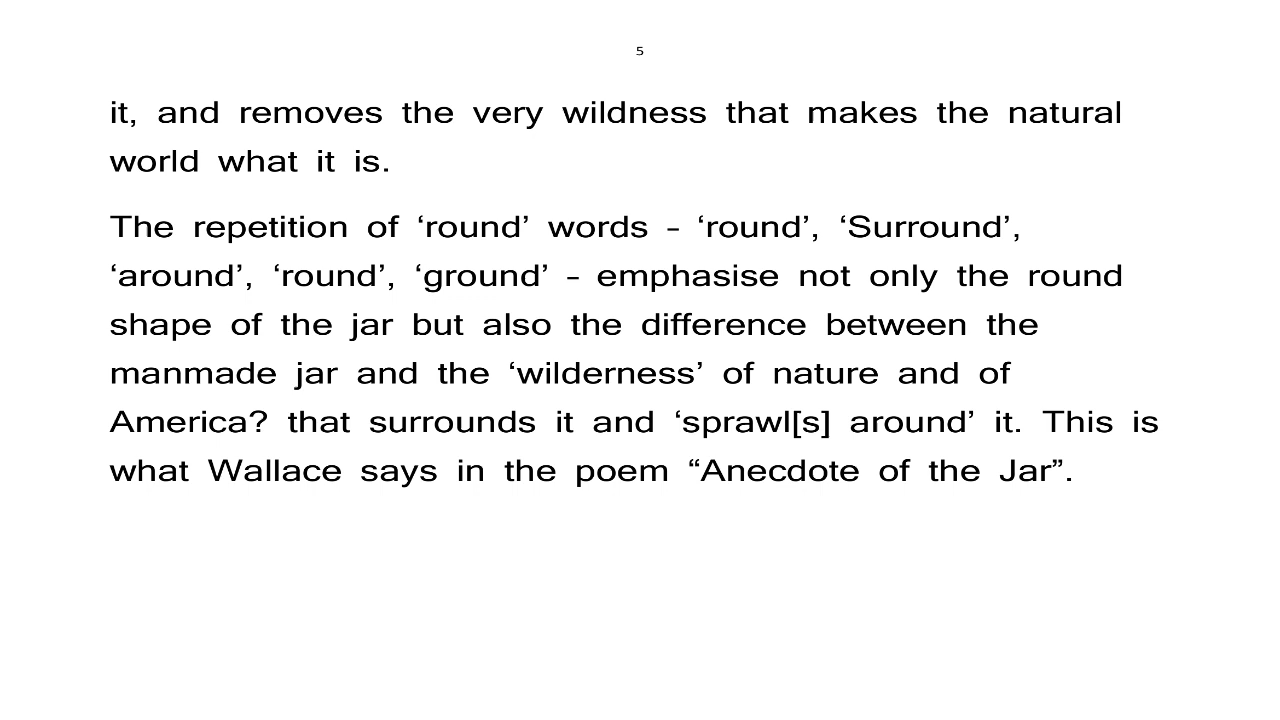 5
it, and removes the very wildness that makes the natural
world what it is.
The repetition of ‘round’ words – ‘round’, ‘Surround’,
‘around’, ‘round’, ‘ground’ – emphasise not only the round
shape of the jar but also the difference between the
manmade jar and the ‘wilderness’ of nature and of
America? that surrounds it and ‘sprawl[s] around’ it. This is
what Wallace says in the poem “Anecdote of the Jar”.